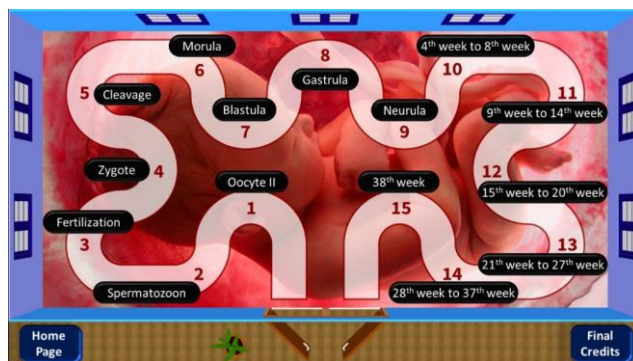 Morula
8
4th week to 8th week
6
Gastrula
10
5
Cleavage
11
Blastula
Neurula
9th week to 14th week
7
9
Zygote
4
12
Oocyte II
38th week
15th week to 20th week
1
15
Fertilization
3
13
2
21st week to 27th week
14
Spermatozoon
28th week to 37th week
Home
Page
Final
Credits